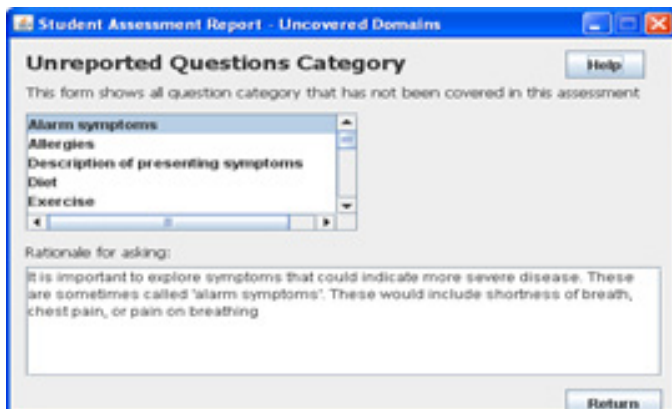 Student Assessment Report - Uncovered Domains
Unreported Questions Category
Help
This form shows all question category that has not been covered in this assessment
Alarm symptoms
Allergies
Description of presenting symptoms
Diet
Exercise
Rationale for asking:
It is important to explore symptoms that could indicate more severe disease. These
are sometimes called 'alarm symptoms'. These would include shortness of breath,
chest pain, or pain on breathing
Return